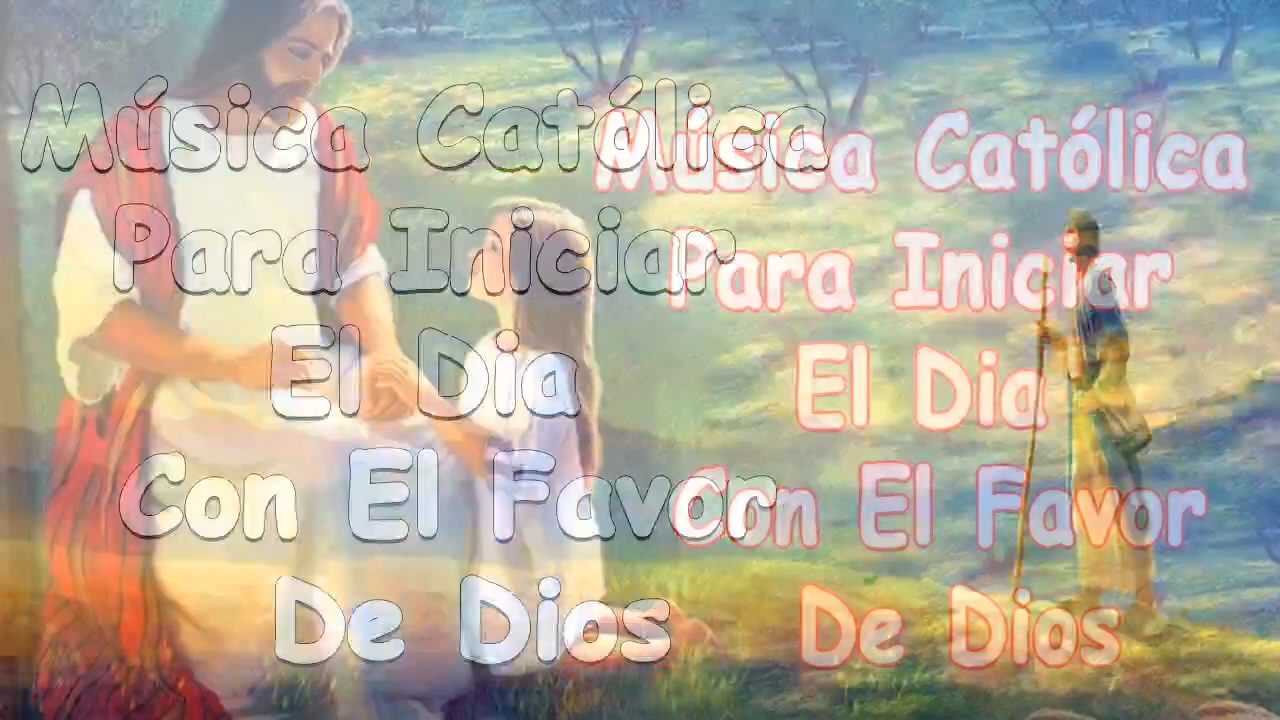 Música Católica
Para Iniciar
El Dia
Con El Favor
De Dios
Música Católica
Para Iniciar
El Dia
Con El Favor
De Dios